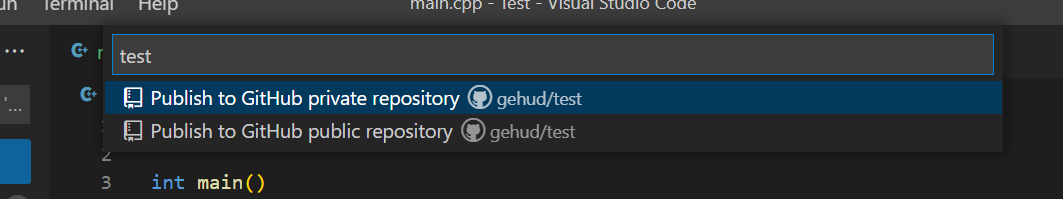 Terminal Help main.cpp - Test - Visual Studio Code
test
Publish to GitHub private repository gehud/test
Publish to GitHub public repository gehud/test
2
3 int main()